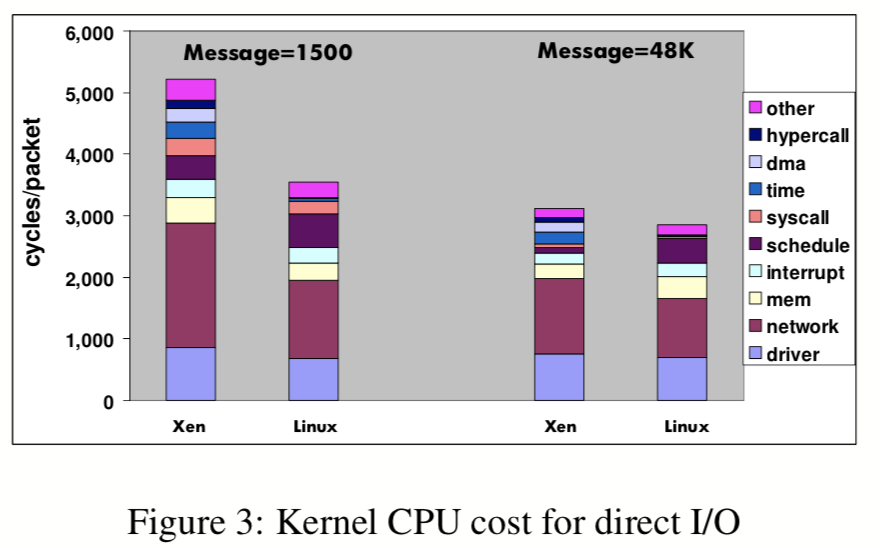 6,000
5,000
4,000
3,000
2,000
1,000
0
cycles/packet
Message=1500
Message=48K
Xen
Linux
Xen
Linux
other
hypercall
dma
time
syscall
schedule
interrupt
mem
network
driver
Figure 3: Kernel CPU cost for direct I/O